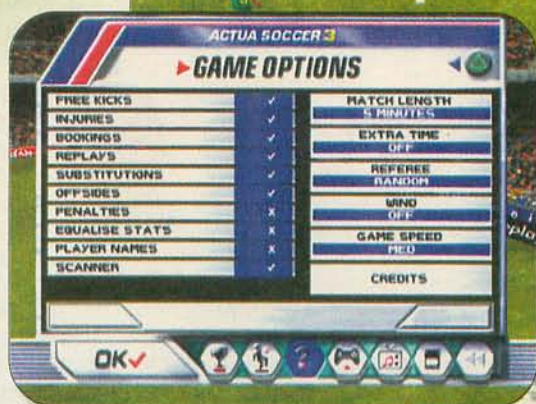 ACTUA SOCCER 3
GAME OPTIONS
FREE KICKS
INJURIES
BOOKINGS
REPLAYS
SUBSTITUTIONS
OFFSIDES
PENALTIES
EQUALISE STATS
PLAYER NAMES
SCANNER
MATCH LENGTH
5 MINUTES
EXTRA TIME
OFF
REFEREE
RANDOM
WIND
OFF
GAME SPEED
MED
CREDITS
OK